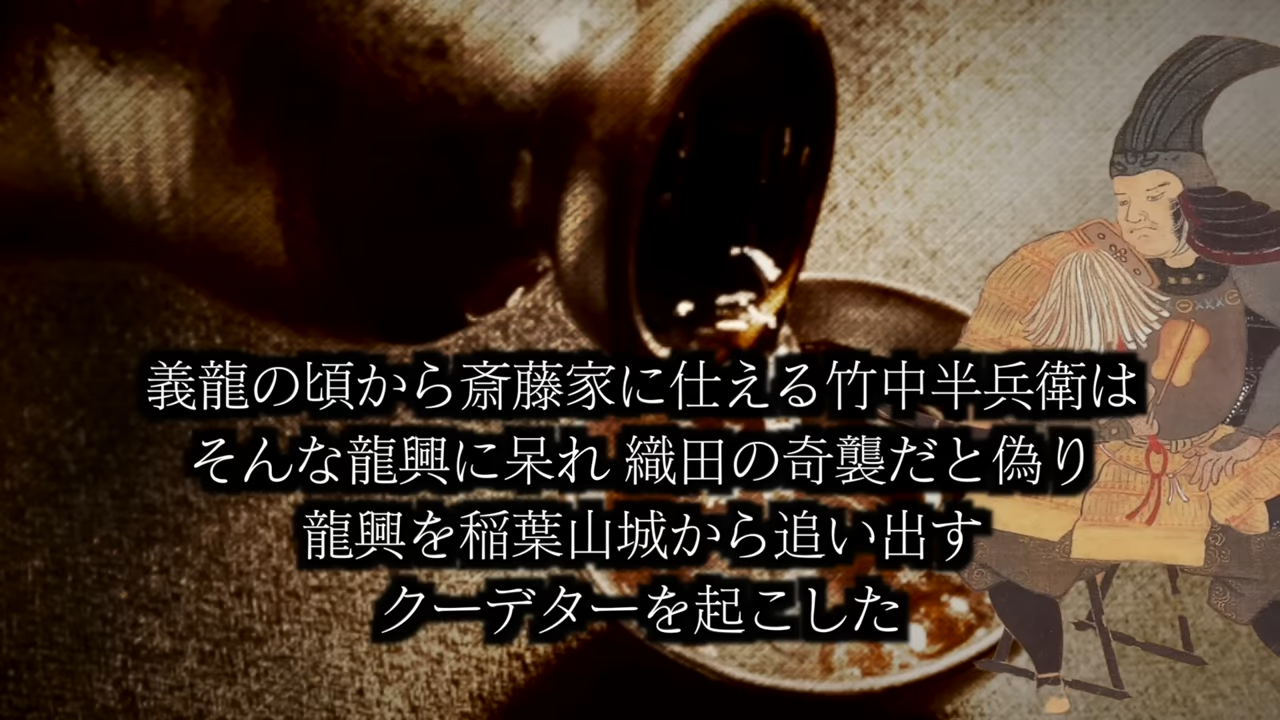 義龍の頃から斎藤家に仕える竹中半兵衛は
そんな龍興に呆れ 織田の奇襲だと偽り
龍興を稲葉山城から追い出す
クーデターを起こした